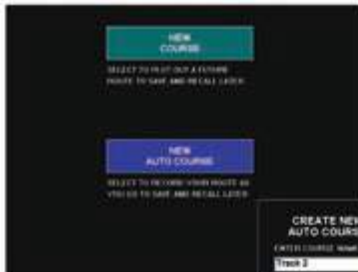 NEW
COURSE
SELECT TO PLOT OUT A FUTURE
ROUTE TO SAVE AND RECALL LATER
NEW
AUTO COURSE
SELECT TO RECORD YOUR ROUTE AS
YOU GO TO SAVE AND RECALL LATER
CREATE NEW
AUTO COURSE
ENTER COURSE NAME
Track 2